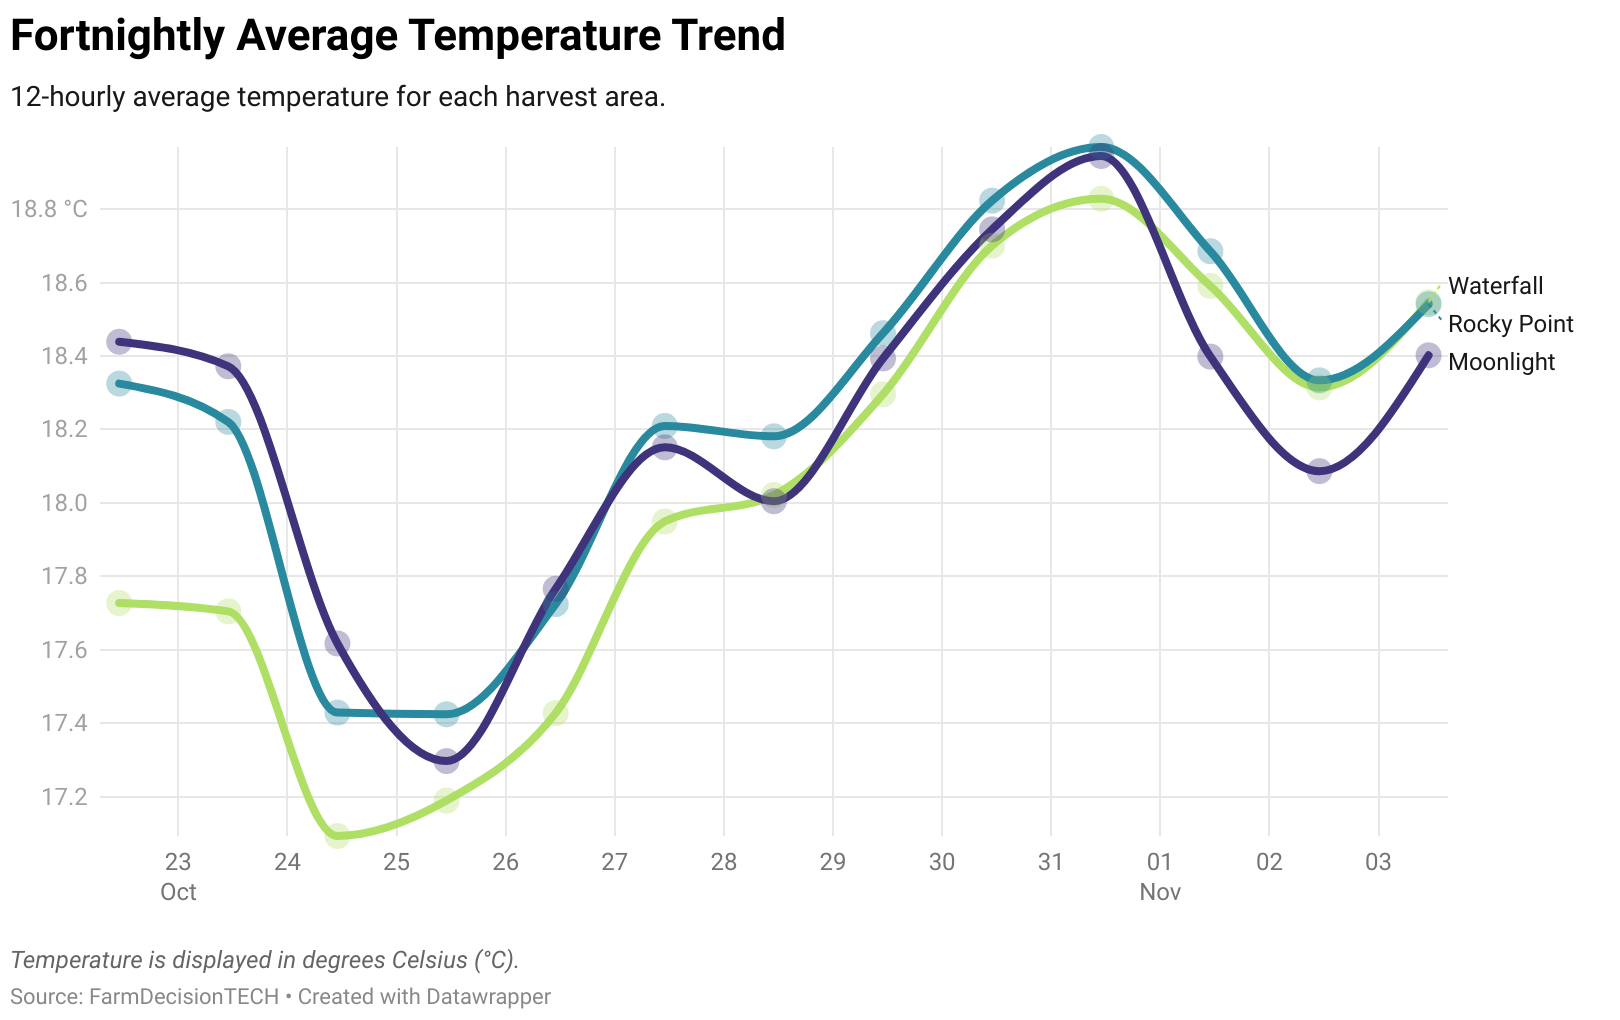 Fortnightly Average Temperature Trend
12-hourly average temperature for each harvest area.
18.8 °C
18.6
18.4
18.2
18.0
17.8
17.6
17.4
17.2
Waterfall
Rocky Point
Moonlight
23 24 25 26 27 28 29 30 31 01 02 03
Oct Nov
Temperature is displayed in degrees Celsius (°C).
Source: FarmDecisionTECH • Created with Datawrapper